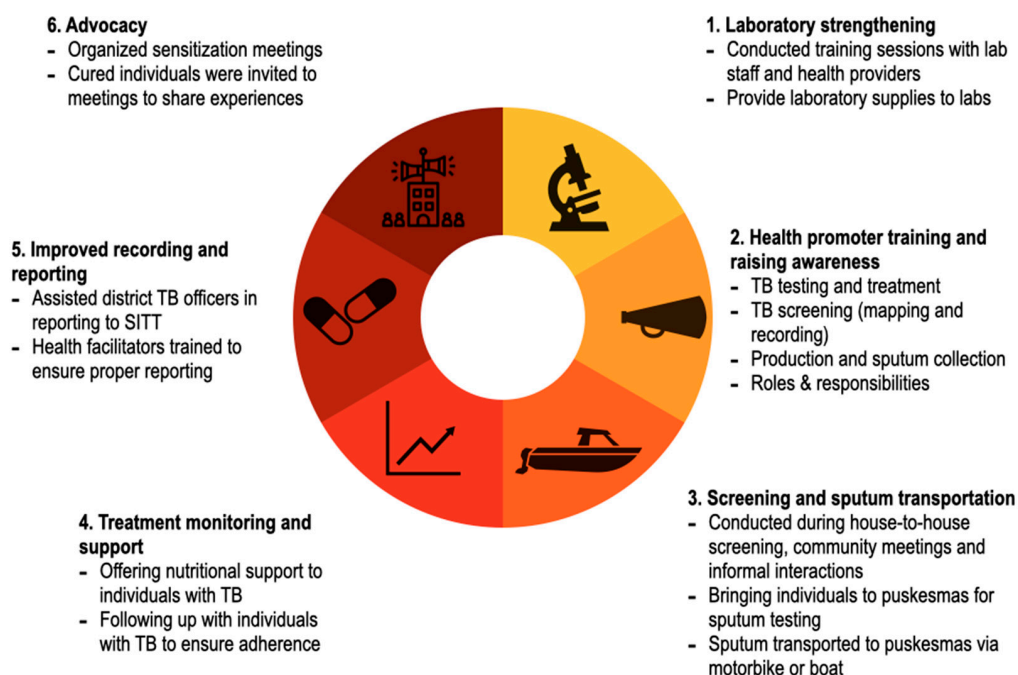 6. Advocacy
- Organized sensitization meetings
- Cured individuals were invited to
meetings to share experiences
1. Laboratory strengthening
- Conducted training sessions with lab
staff and health providers
- Provide laboratory supplies to labs
5. Improved recording and
reporting
- Assisted district TB officers in
reporting to SITT
- Health facilitators trained to
ensure proper reporting
2. Health promoter training and
raising awareness
- TB testing and treatment
- TB screening (mapping and
recording)
- Production and sputum collection
- Roles & responsibilities
4. Treatment monitoring and
support
- Offering nutritional support to
individuals with TB
- Following up with individuals
with TB to ensure adherence
3. Screening and sputum transportation
- Conducted during house-to-house
screening, community meetings and
informal interactions
- Bringing individuals to puskesmas for
sputum testing
- Sputum transported to puskesmas via
motorbike or boat